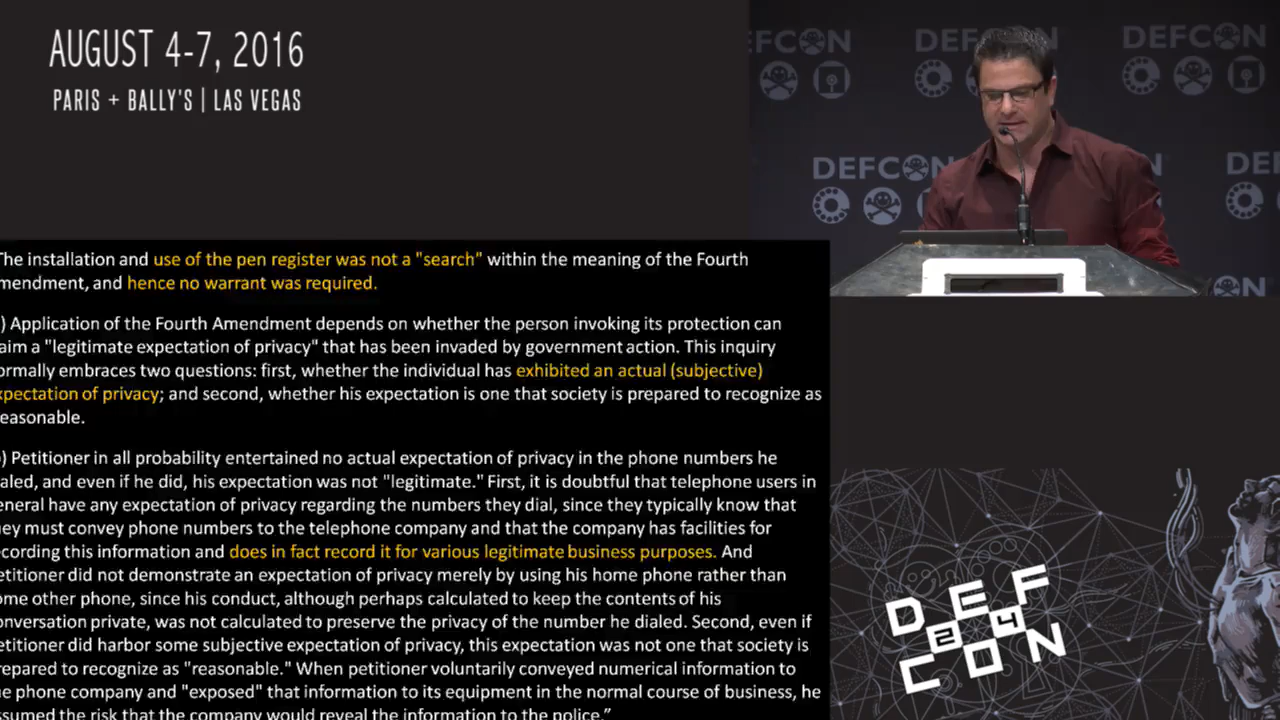 AUGUST 4-7, 2016
PARIS + BALLY'S | LAS VEGAS
EFCON
DEFCON
DEFCON
DEFCON
DEF
The installation and use of the pen register was not a "search" within the meaning of the Fourth
mendment, and hence no warrant was required.
) Application of the Fourth Amendment depends on whether the person invoking its protection can
aim a "legitimate expectation of privacy" that has been invaded by government action. This inquiry
ormally embraces two questions: first, whether the individual has exhibited an actual (subjective)
xpectation of privacy; and second, whether his expectation is one that society is prepared to recognize as
easonable.
) Petitioner in all probability entertained no actual expectation of privacy in the phone numbers he
aled, and even if he did, his expectation was not "legitimate." First, it is doubtful that telephone users in
eneral have any expectation of privacy regarding the numbers they dial, since they typically know that
ey must convey phone numbers to the telephone company and that the company has facilities for
cording this information and does in fact record it for various legitimate business purposes. And
etitioner did not demonstrate an expectation of privacy merely by using his home phone rather than
ome other phone, since his conduct, although perhaps calculated to keep the contents of his
onversation private, was not calculated to preserve the privacy of the number he dialed. Second, even if
etitioner did harbor some subjective expectation of privacy, this expectation was not one that society is
repared to recognize as "reasonable." When petitioner voluntarily conveyed numerical information to
e phone company and "exposed" that information to its equipment in the normal course of business, he
ssumed the risk that the company would reveal the information to the police."
DEF
24
CON